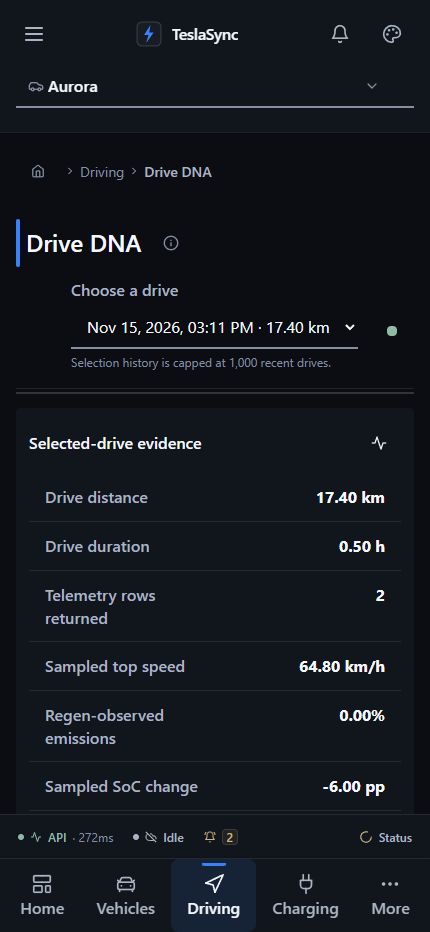 TeslaSync
Aurora
Driving
Drive DNA
Drive DNA
Choose a drive
Nov 15, 2026, 03:11 PM · 17.40 km
Selection history is capped at 1,000 recent drives.
Selected-drive evidence
Drive distance 17.40 km
Drive duration 0.50 h
Telemetry rows 2
returned
Sampled top speed 64.80 km/h
Regen-observed 0.00%
emissions
Sampled SoC change -6.00 pp
API · 272ms Idle 2 Status
Home Vehicles Driving Charging More